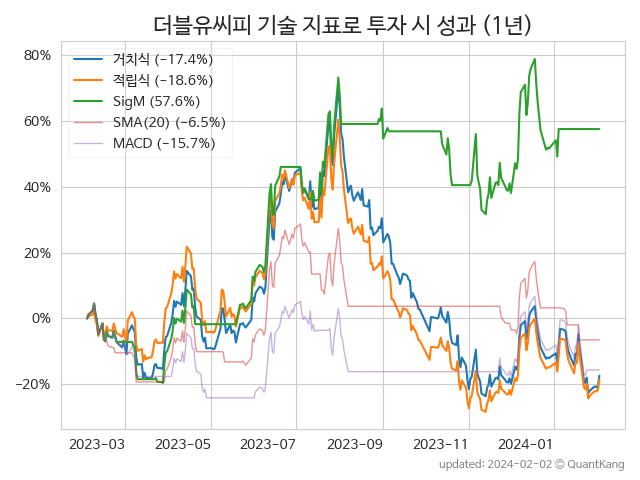 더블유씨피 기술 지표로 투자 시 성과 (1년)
80%
60%
40%
20%
0%
−20%
거치식 (−17.4%)
적립식 (−18.6%)
SigM (57.6%)
SMA(20) (−6.5%)
MACD (−15.7%)
2023−03
2023−05
2023−07
2023−09
2023−11
2024−01
updated: 2024-02-02 © QuantKang